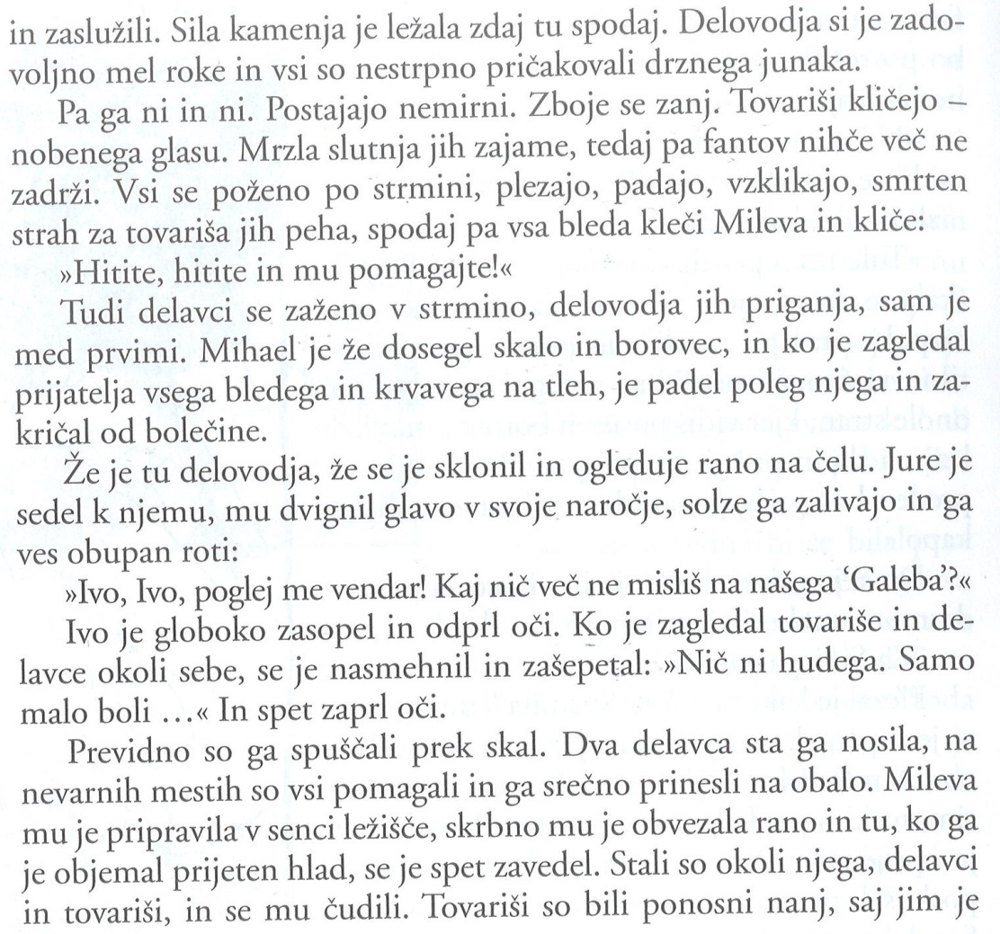 in zaslužili. Sila kamenja je ležala zdaj tu spodaj. Delovodja si je zado-
voljno mel roke in vsi so nestrpno pričakovali drznega junaka.
Pa ga ni in ni. Postajajo nemirni. Zboje se zanj. Tovariši kličejo –
nobenega glasu. Mrzla slutnja jih zajame, tedaj pa fantov nihče več ne
zadrži. Vsi se poženo po strmini, plezajo, padajo, vzklikajo, smrten
strah za tovariša jih peha, spodaj pa vsa bleda kleči Mileva in kliče:
»Hitite, hitite in mu pomagajte!«
Tudi delavci se zaženo v strmino, delovodja jih priganja, sam je
med prvimi. Mihael je že dosegel skalo in borovec, in ko je zagledal
prijatelja vsega bledega in krvavega na tleh, je padel poleg njega in za-
kričal od bolečine.
Že je tu delovodja, že se je sklonil in ogleduje rano na čelu. Jure je
sedel k njemu, mu dvignil glavo v svoje naročje, solze ga zalivajo in ga
ves obupan roti:
»Ivo, Ivo, poglej me vendar! Kaj nič več ne misliš na našega ‘Galeba’?«
Ivo je globoko zasopel in odprl oči. Ko je zagledal tovariše in de-
lavce okoli sebe, se je nasmehnil in zašepetal: »Nič ni hudega. Samo
malo boli …« In spet zaprl oči.
Previdno so ga spuščali prek skal. Dva delavca sta ga nosila, na
nevarnih mestih so vsi pomagali in ga srečno prinesli na obalo. Mileva
mu je pripravila v senci ležišče, skrbno mu je obvezala rano in tu, ko ga
je objemal prijeten hlad, se je spet zavedel. Stali so okoli njega, delavci
in tovariši, in se mu čudili. Tovariši so bili ponosni nanj, saj jim je